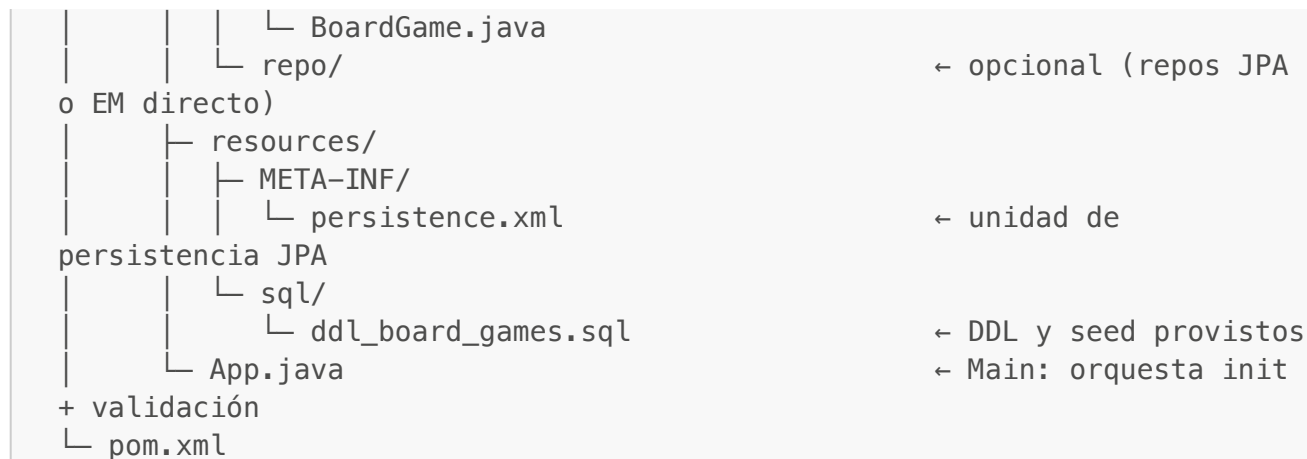 │       │   │   └─ BoardGame.java
│       │   └─ repo/                              ← opcional (repos JPA
o EM directo)
│       ├─ resources/
│       │   ├─ META-INF/
│       │   │   └─ persistence.xml                ← unidad de
persistencia JPA
│       │   └─ sql/
│       │       └─ ddl_board_games.sql            ← DDL y seed provistos
│       └─ App.java                               ← Main: orquesta init
+ validación
└─ pom.xml